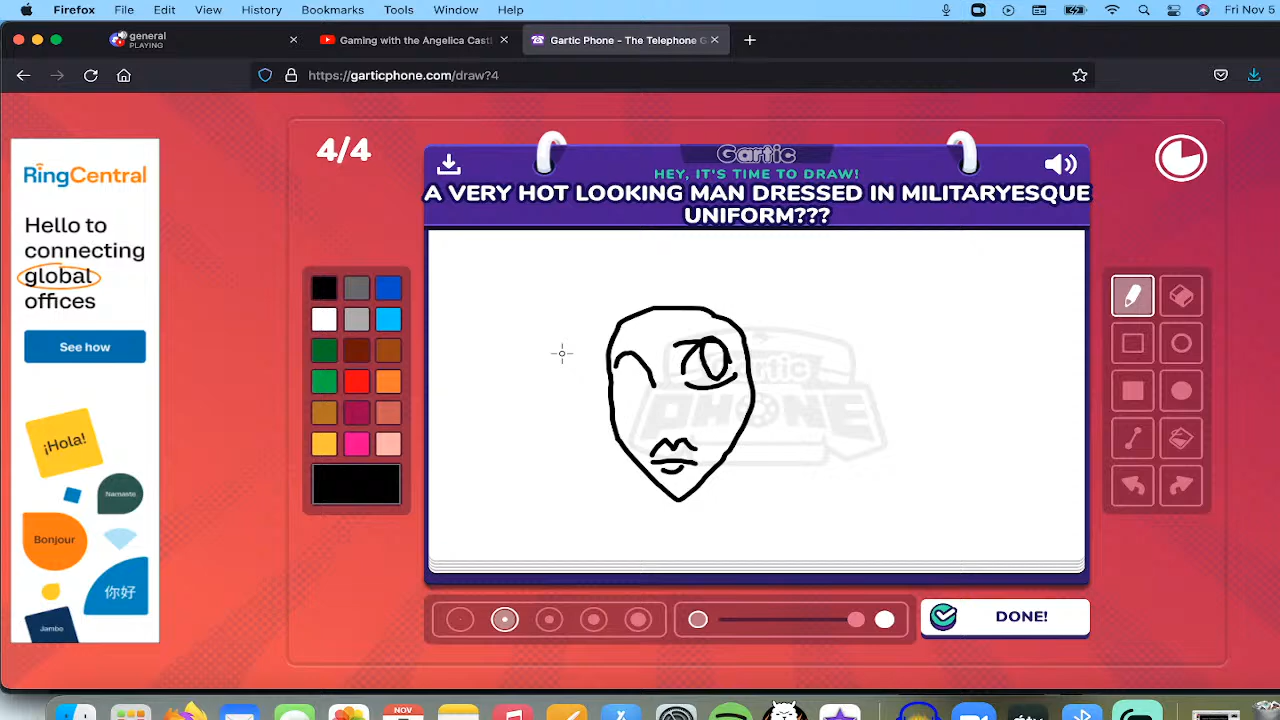 Firefox File Edit View History Bookmarks Tools Window Help Fri Nov 5
general
PLAYING
Gaming with the Angelica Castl
Gartic Phone - The Telephone G
https://garticphone.com/draw?4
4/4
Gartic
HEY, IT'S TIME TO DRAW!
A VERY HOT LOOKING MAN DRESSED IN MILITARYESQUE
UNIFORM???
RingCentral
Hello to
connecting
global
offices
See how
¡Hola!
Namaste
Bonjour
你好
Jambo
Gartic
PHONE
DONE!
NOV